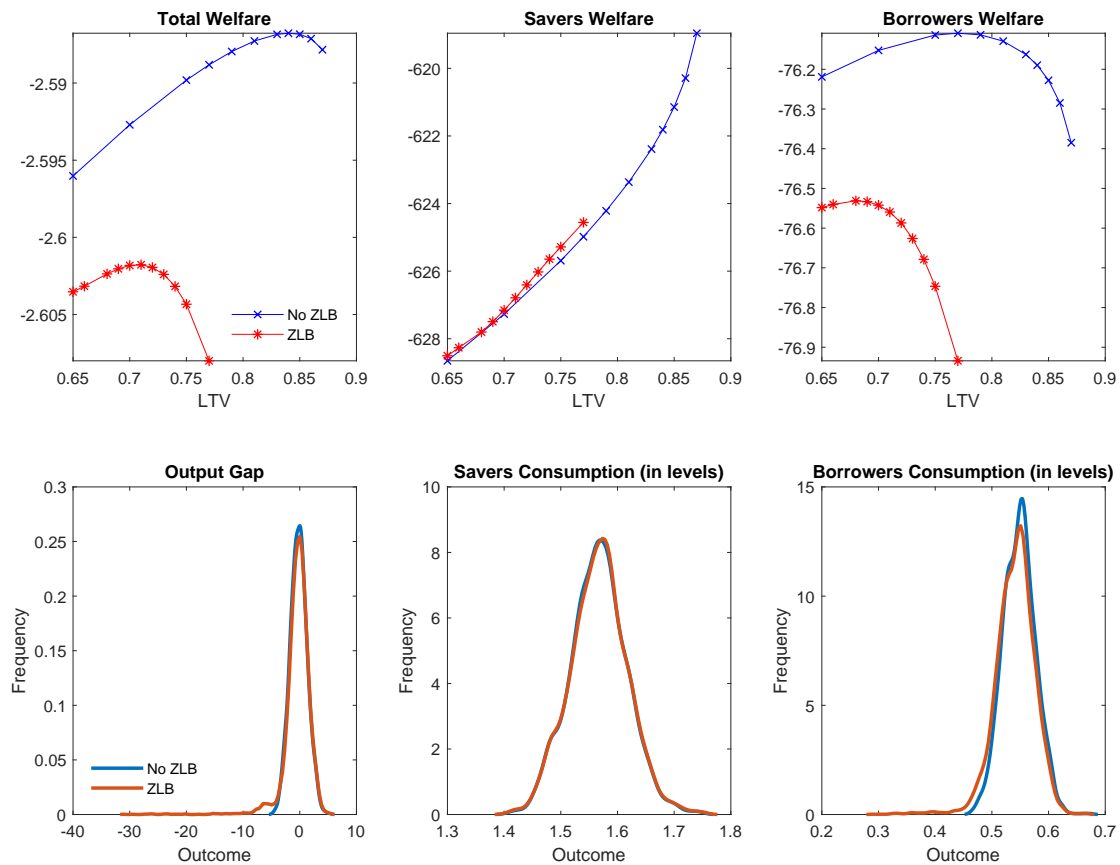 Total Welfare
-2.59
-2.595
-2.6
-2.605
No ZLB
ZLB
0.65 0.7 0.75 0.8 0.85 0.9
LTV
Savers Welfare
-620
-622
-624
-626
-628
0.65 0.7 0.75 0.8 0.85 0.9
LTV
Borrowers Welfare
-76.2
-76.3
-76.4
-76.5
-76.6
-76.7
-76.8
-76.9
0.65 0.7 0.75 0.8 0.85 0.9
LTV
Output Gap
Frequency
0.3
0.25
0.2
0.15
0.1
0.05
0
No ZLB
ZLB
-40 -30 -20 -10 0 10
Outcome
Savers Consumption (in levels)
Frequency
10
8
6
4
2
0
1.3 1.4 1.5 1.6 1.7 1.8
Outcome
Borrowers Consumption (in levels)
Frequency
15
10
5
0
0.2 0.3 0.4 0.5 0.6 0.7
Outcome